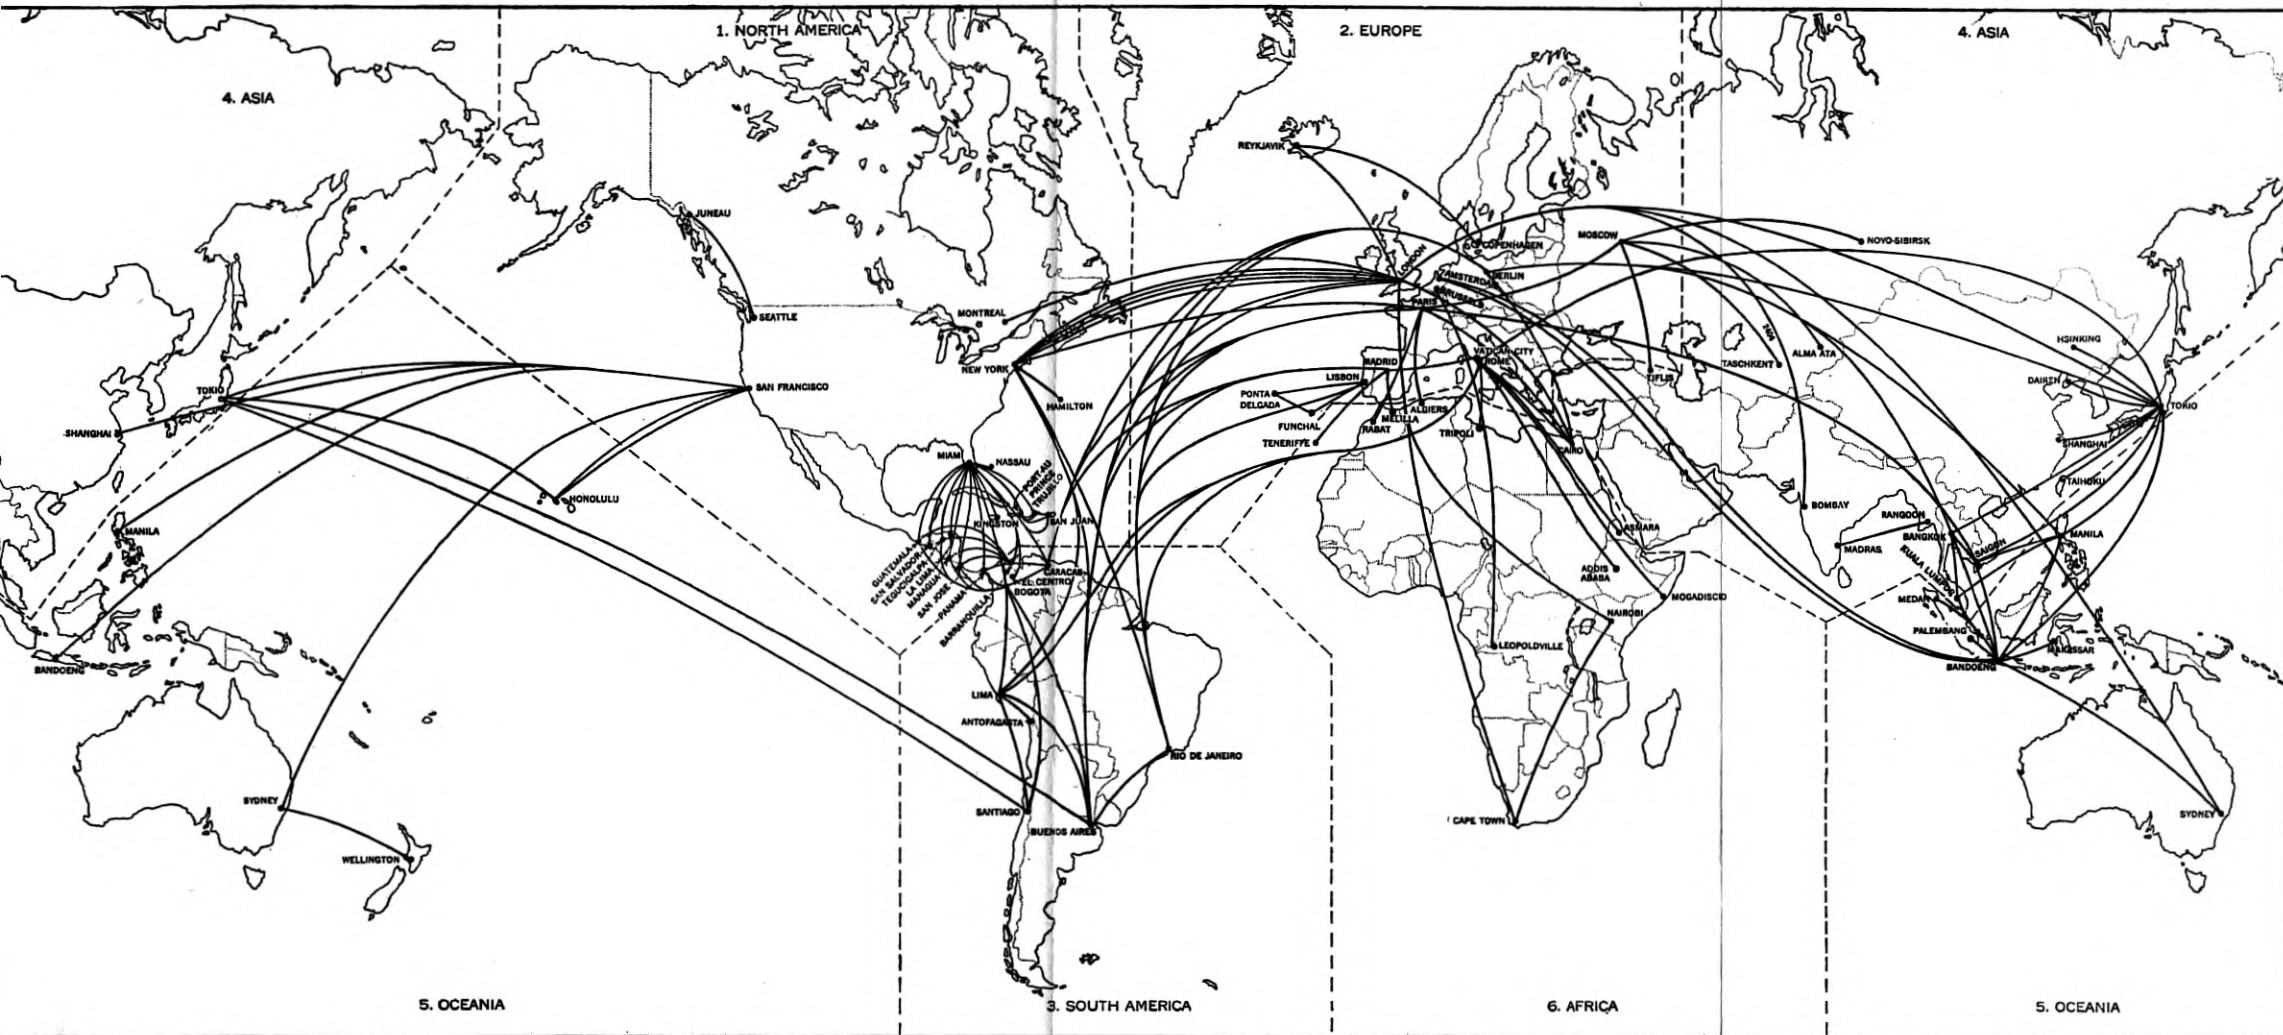 1. NORTH AMERICA
2. EUROPE
4. ASIA
4. ASIA
REYKJAVIK
JUNEAU
MOSCOW
NOVO-SIBIRSK
COPENHAGEN
LONDON
AMSTERDAM
BERLIN
BRUSSELS
PARIS
MONTREAL
SEATTLE
HSINKING
ALMA ATA
TASCHKENT
VATICAN CITY
ROME
MADRID
NEW YORK
LISBON
TIFLIS
DAIREN
TOKIO
SAN FRANCISCO
PONTA
DELGADA
HAMILTON
TOKIO
ALGIERS
MELILLA
FUNCHAL
RABAT
TRIPOLI
SHANGHAI
TENERIFFE
SHANGHAI
CAIRO
MIAMI
NASSAU
PORT-AU
PRINCE
TRUJILLO
TAIHOKU
HONOLULU
BOMBAY
RANGOON
KINGSTON
SAN JUAN
MANILA
ASMARA
BANGKOK
MANILA
MADRAS
SAIGON
GUATEMALA
SAN SALVADOR
TEGUCIGALPA
LA LIMA
MANAGUA
SAN JOSE
PANAMA
BARRANQUILLA
CARACAS
EL CENTRO
BOGOTA
ADDIS
ABABA
KUALA LUMPOR
MOGADISCIO
MEDAN
NAIROBI
PALEMBANG
LEOPOLDVILLE
MAKASSAR
BANDOENG
BANDOENG
LIMA
ANTOFAGASTA
RIO DE JANEIRO
SYDNEY
SANTIAGO
BUENOS AIRES
CAPE TOWN
SYDNEY
WELLINGTON
5. OCEANIA
3. SOUTH AMERICA
6. AFRICA
5. OCEANIA